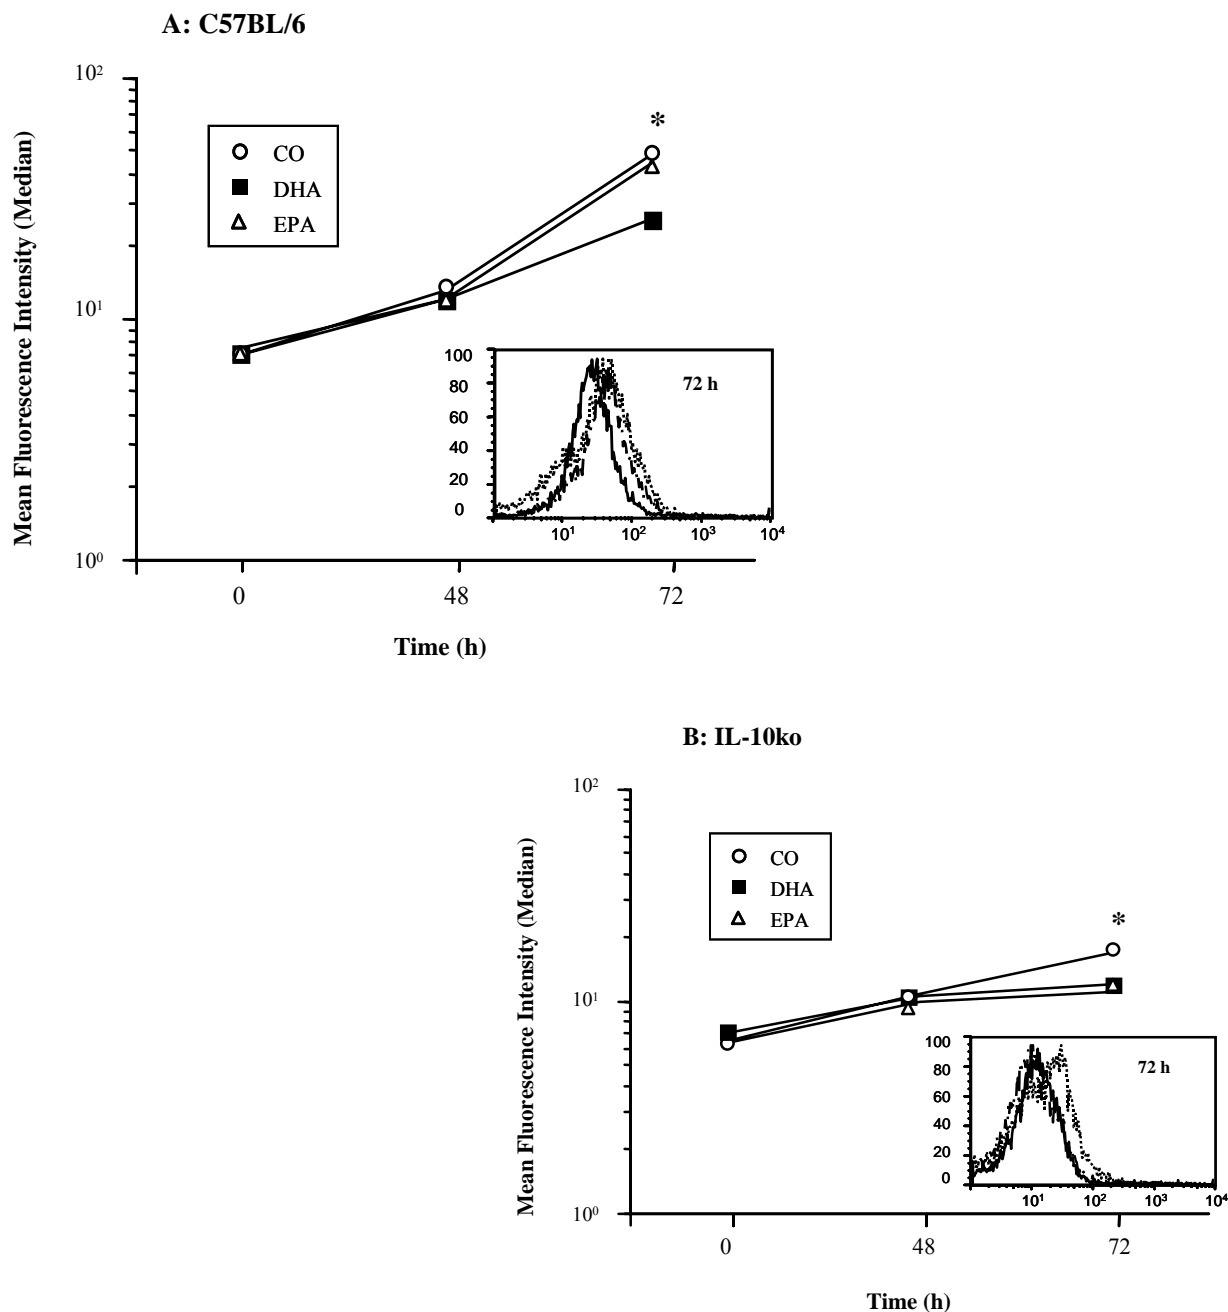 A: C57BL/6
Mean Fluorescence Intensity (Median)
10²
10¹
10⁰
CO
DHA
EPA
*
100
80
60
40
20
0
72 h
10¹ 10² 10³ 10⁴
0 48 72
Time (h)
B: IL-10ko
Mean Fluorescence Intensity (Median)
10²
10¹
10⁰
CO
DHA
EPA
*
100
80
60
40
20
0
72 h
10¹ 10² 10³ 10⁴
0 48 72
Time (h)